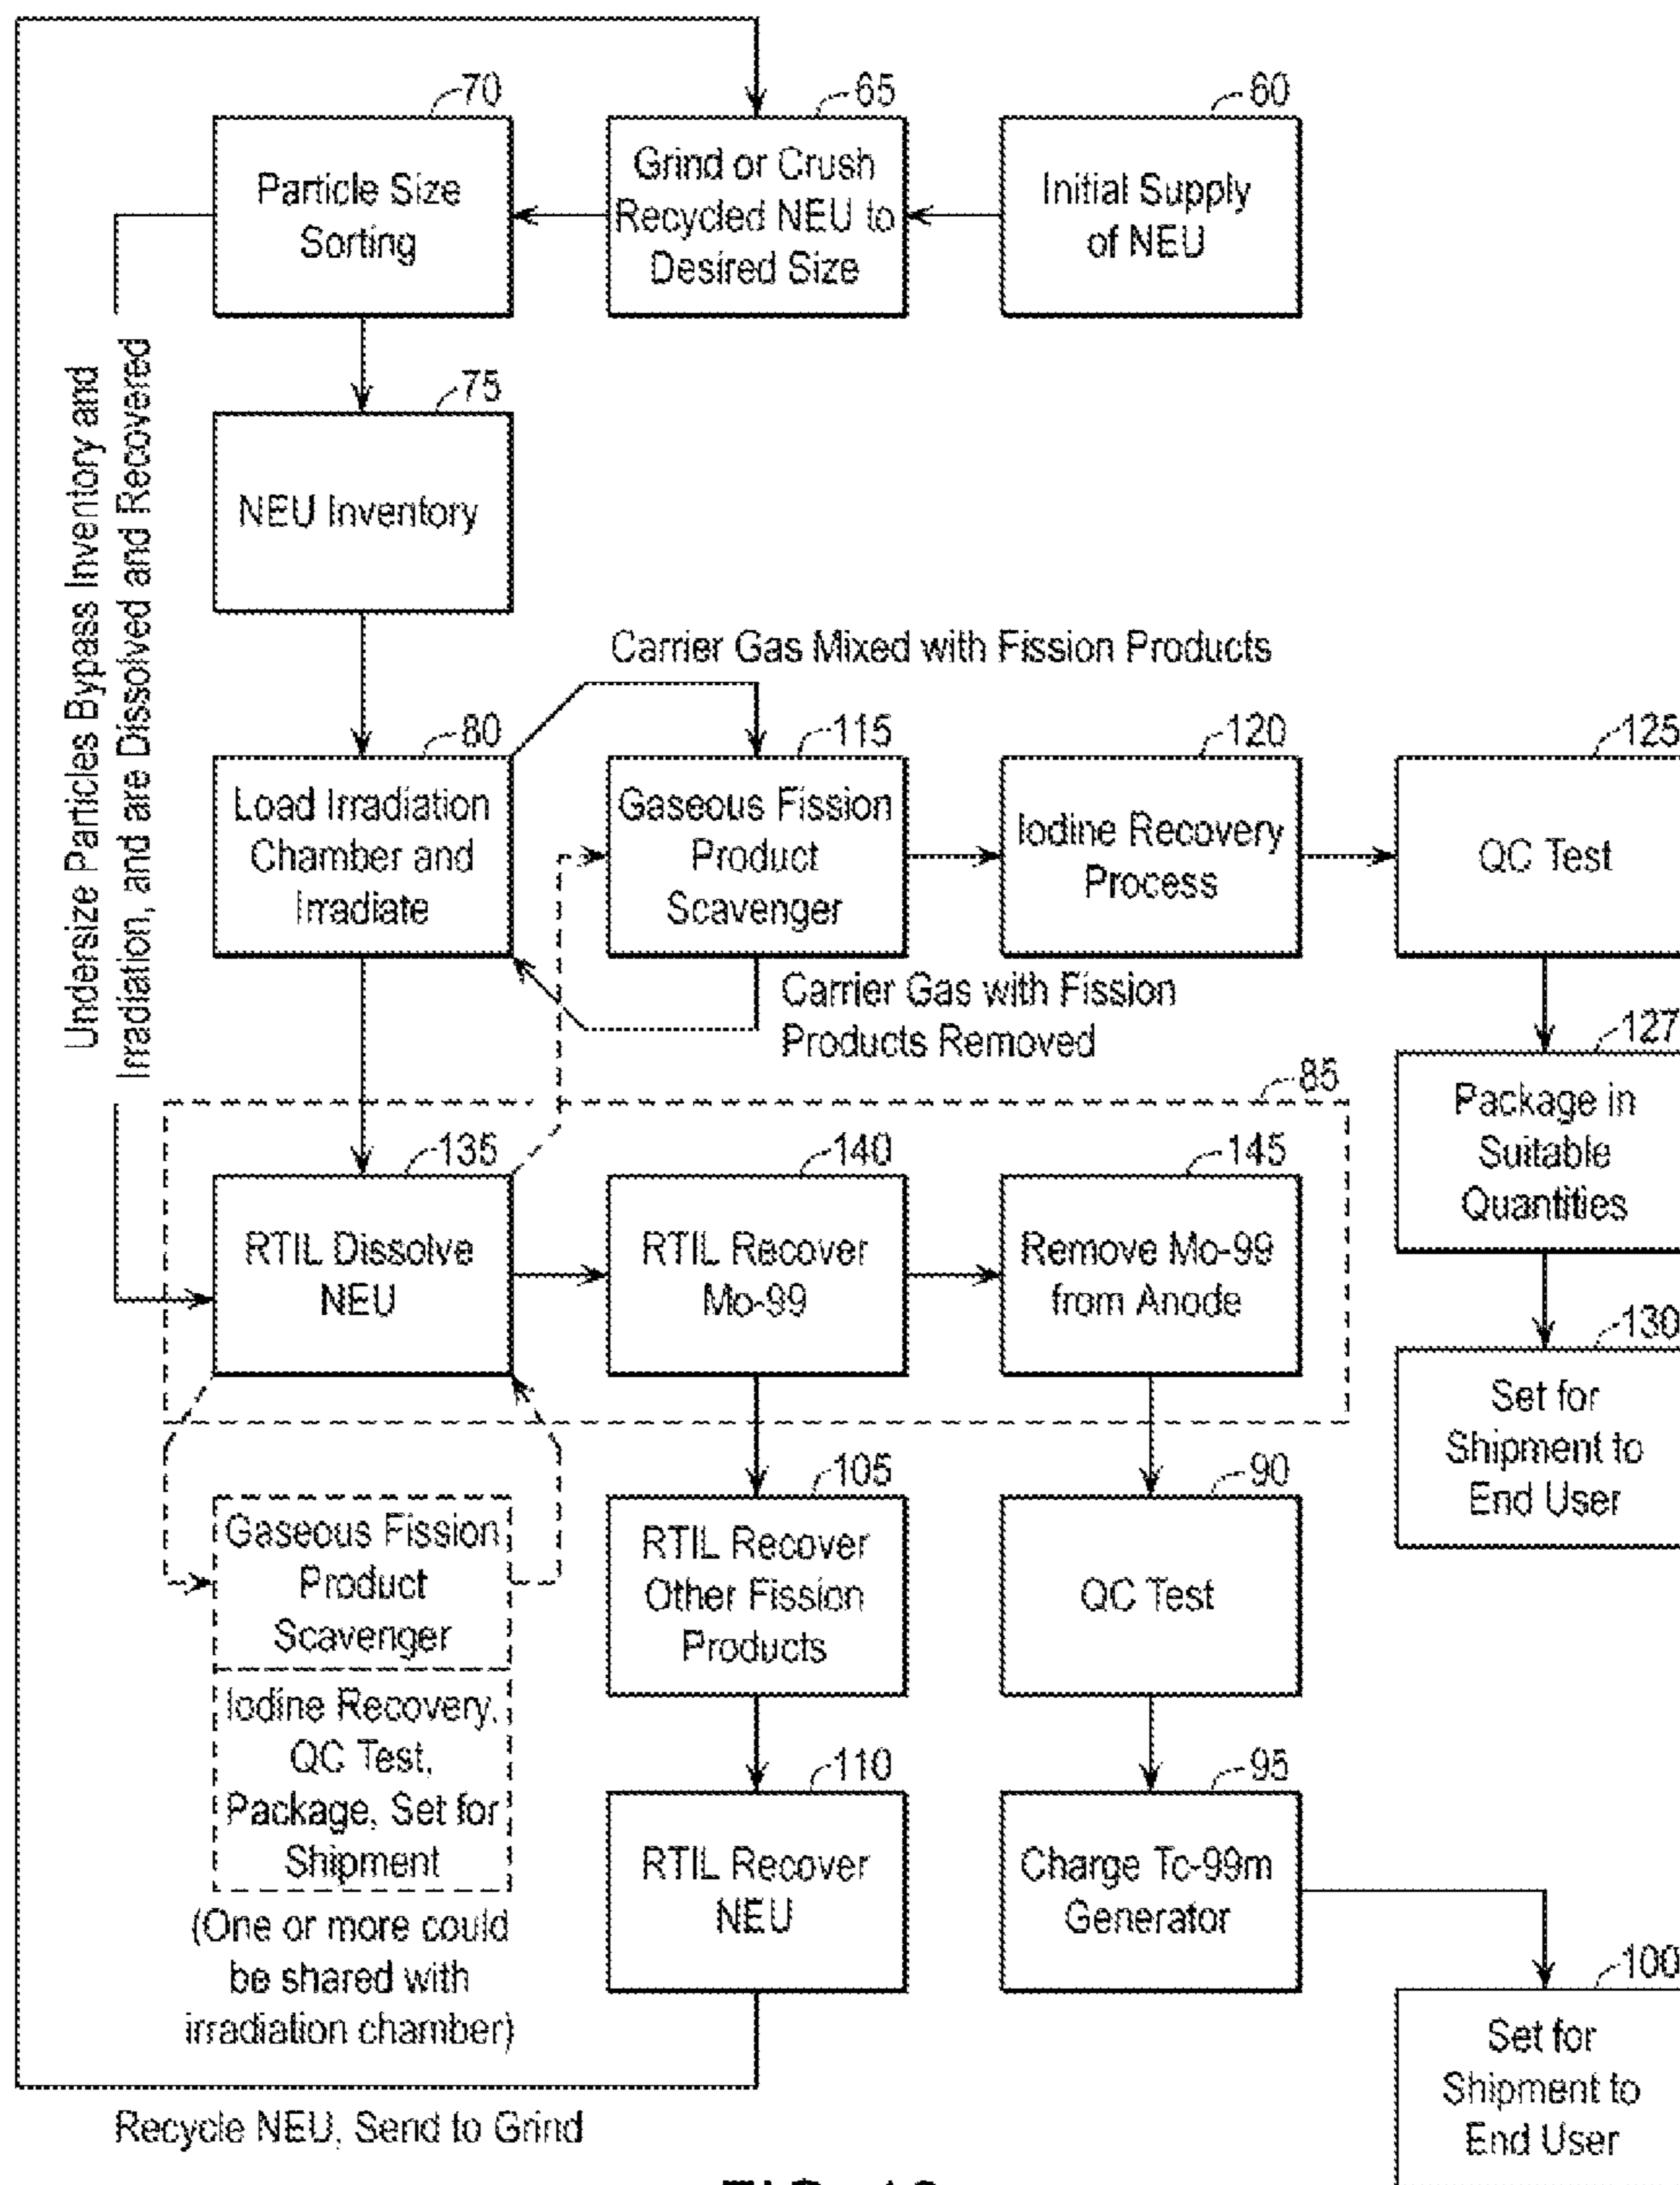 70
65
60
Particle Size
Sorting
Grind or Crush
Recycled NEU to
Desired Size
Initial Supply
of NEU
Undersize Particles Bypass Inventory and
Irradiation, and are Dissolved and Recovered
75
NEU Inventory
Carrier Gas Mixed with Fission Products
80
115
120
125
Load Irradiation
Chamber and
Irradiate
Gaseous Fission
Product
Scavenger
Iodine Recovery
Process
QC Test
Carrier Gas with Fission
Products Removed
127
Package in
Suitable
Quantities
85
135
140
145
RTIL Dissolve
NEU
RTIL Recover
Mo-99
Remove Mo-99
from Anode
130
Set for
Shipment to
End User
105
90
Gaseous Fission
Product
Scavenger
RTIL Recover
Other Fission
Products
QC Test
Iodine Recovery,
QC Test,
Package, Set for
Shipment
(One or more could
be shared with
irradiation chamber)
110
95
RTIL Recover
NEU
Charge Tc-99m
Generator
100
Set for
Shipment to
End User
Recycle NEU, Send to Grind